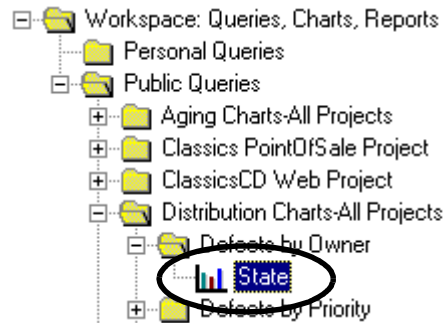 Workspace: Queries, Charts, Reports
Personal Queries
Public Queries
Aging Charts-All Projects
Classics PointOfSale Project
ClassicsCD Web Project
Distribution Charts-All Projects
Defects by Owner
State
Defects by Priority